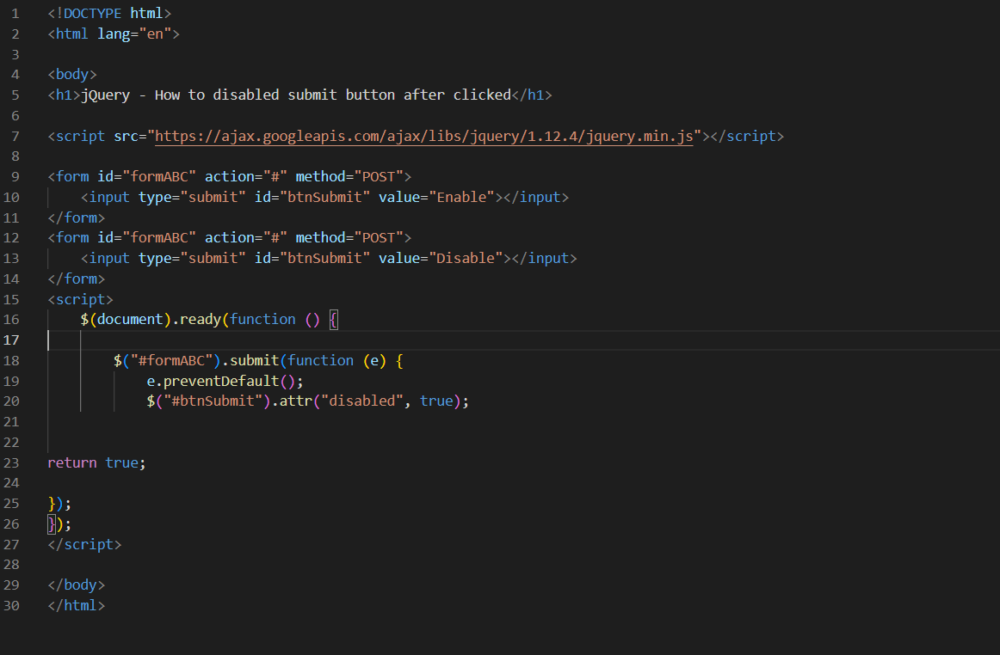 1 <!DOCTYPE html>
2 <html lang="en">
3
4 <body>
5 <h1>jQuery - How to disabled submit button after clicked</h1>
6
7 <script src="https://ajax.googleapis.com/ajax/libs/jquery/1.12.4/jquery.min.js"></script>
8
9 <form id="formABC" action="#" method="POST">
10     <input type="submit" id="btnSubmit" value="Enable"></input>
11 </form>
12 <form id="formABC" action="#" method="POST">
13     <input type="submit" id="btnSubmit" value="Disable"></input>
14 </form>
15 <script>
16     $(document).ready(function () {
17
18         $("#formABC").submit(function (e) {
19             e.preventDefault();
20             $("#btnSubmit").attr("disabled", true);
21
22
23 return true;
24
25 });
26 });
27 </script>
28
29 </body>
30 </html>